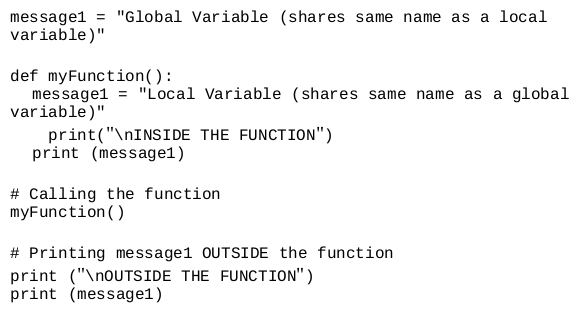 message1 = "Global Variable (shares same name as a local
variable)"

def myFunction():
  message1 = "Local Variable (shares same name as a global
variable)"
    print("\nINSIDE THE FUNCTION")
  print (message1)

# Calling the function
myFunction()

# Printing message1 OUTSIDE the function
print ("\nOUTSIDE THE FUNCTION")
print (message1)